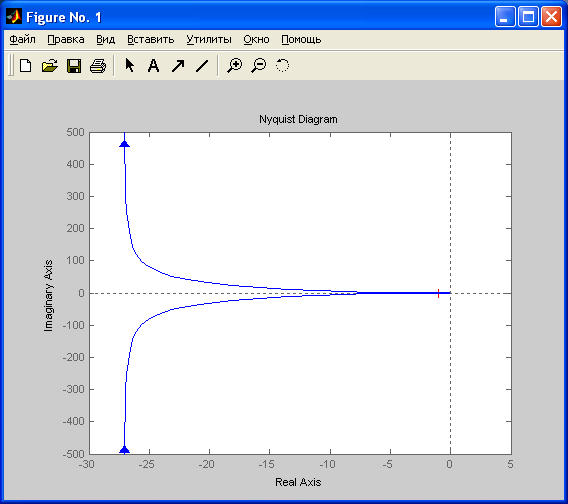 Figure No. 1
Файл Правка Вид Вставить Утилиты Окно Помощь
A
Nyquist Diagram
500
400
300
200
100
0
-100
-200
-300
-400
-500
Imaginary Axis
-30 -25 -20 -15 -10 -5 0 5
Real Axis